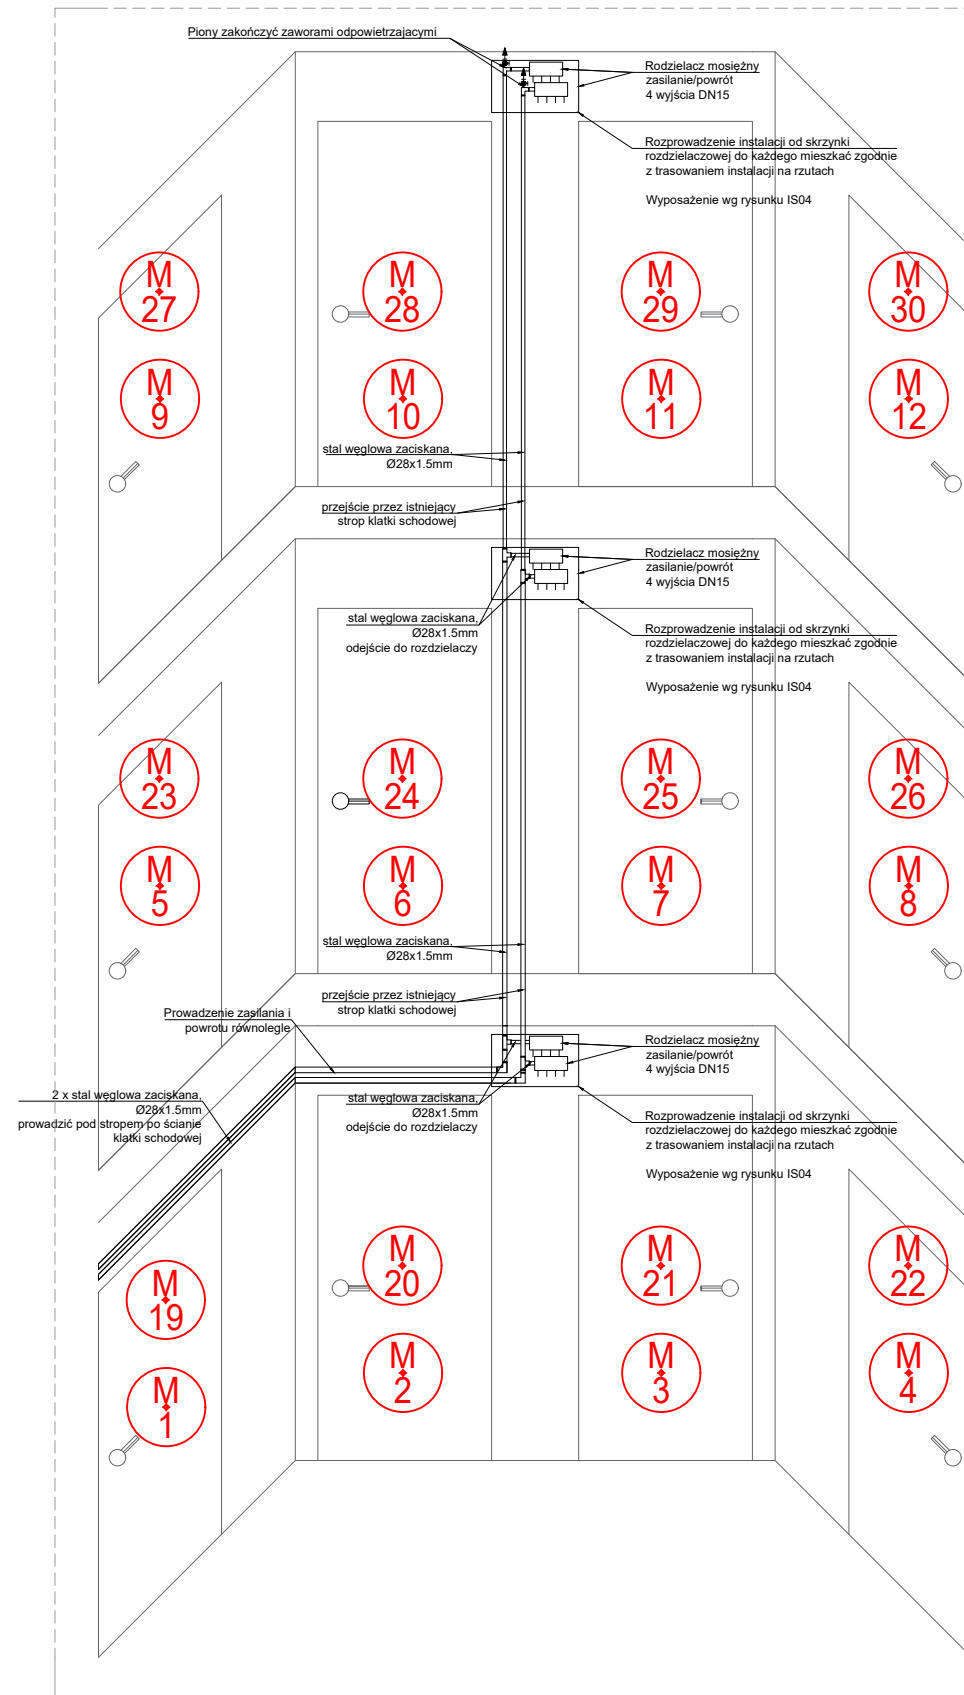 Piony zakończyć zaworami odpowietrzajacymi
Rodzielacz mosiężny
zasilanie/powrót
4 wyjścia DN15
Rozprowadzenie instalacji od skrzynki
rozdzielaczowej do każdego mieszkać zgodnie
z trasowaniem instalacji na rzutach
Wyposażenie wg rysunku IS04
M
27
M
28
M
29
M
30
M
9
M
10
M
11
M
12
stal węglowa zaciskana,
Ø28x1.5mm
przejście przez istniejący
strop klatki schodowej
Rodzielacz mosiężny
zasilanie/powrót
4 wyjścia DN15
stal węglowa zaciskana,
Ø28x1.5mm
odejście do rozdzielaczy
Rozprowadzenie instalacji od skrzynki
rozdzielaczowej do każdego mieszkać zgodnie
z trasowaniem instalacji na rzutach
Wyposażenie wg rysunku IS04
M
23
M
24
M
25
M
26
M
5
M
6
M
7
M
8
stal węglowa zaciskana,
Ø28x1.5mm
przejście przez istniejący
strop klatki schodowej
Prowadzenie zasilania i
powrotu równolegle
Rodzielacz mosiężny
zasilanie/powrót
4 wyjścia DN15
2 x stal węglowa zaciskana,
Ø28x1.5mm
prowadzić pod stropem po ścianie
klatki schodowej
stal węglowa zaciskana,
Ø28x1.5mm
odejście do rozdzielaczy
Rozprowadzenie instalacji od skrzynki
rozdzielaczowej do każdego mieszkać zgodnie
z trasowaniem instalacji na rzutach
Wyposażenie wg rysunku IS04
M
19
M
20
M
21
M
22
M
1
M
2
M
3
M
4